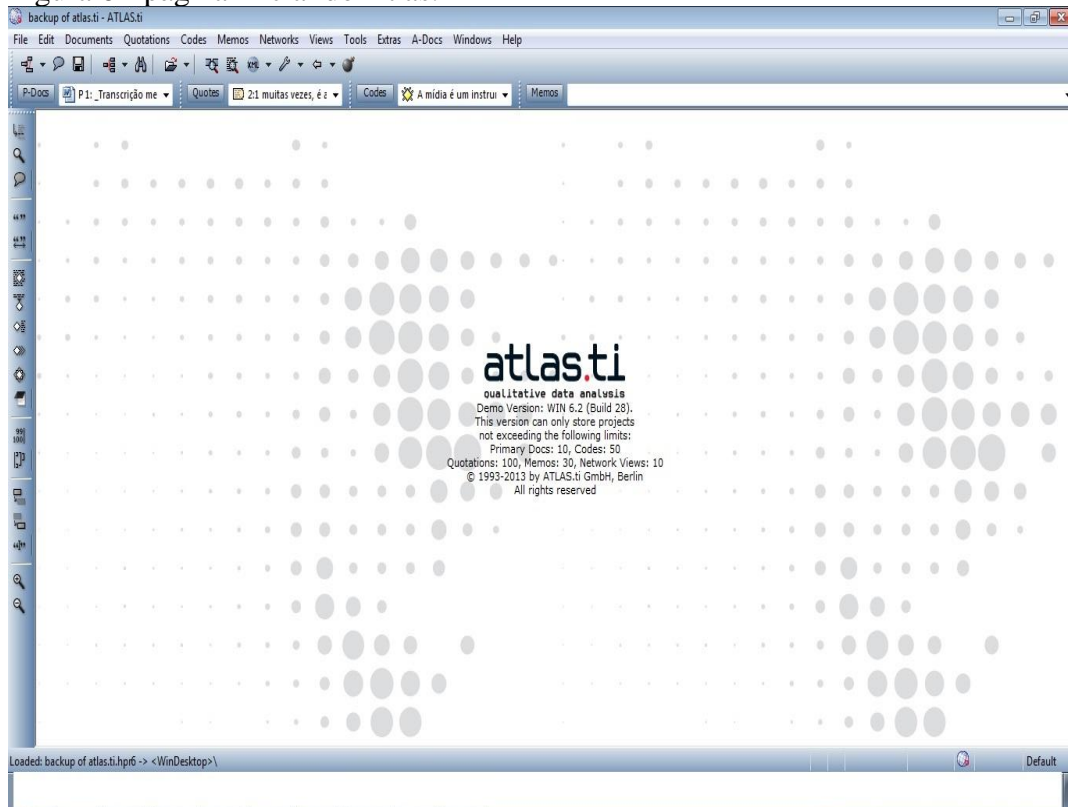 backup of atlas.ti - ATLAS.ti
File Edit Documents Quotations Codes Memos Networks Views Tools Extras A-Docs Windows Help
P-Docs P 1: _Transcrição me Quotes 2:1 muitas vezes, é a Codes A mídia é um instrui Memos
atlas.ti
qualitative data analysis
Demo Version: WIN 6.2 (Build 28).
This version can only store projects
not exceeding the following limits:
Primary Docs: 10, Codes: 50
Quotations: 100, Memos: 30, Network Views: 10
© 1993-2013 by ATLAS.ti GmbH, Berlin
All rights reserved
Loaded: backup of atlas.ti.hpr6 -> <WinDesktop>\ Default